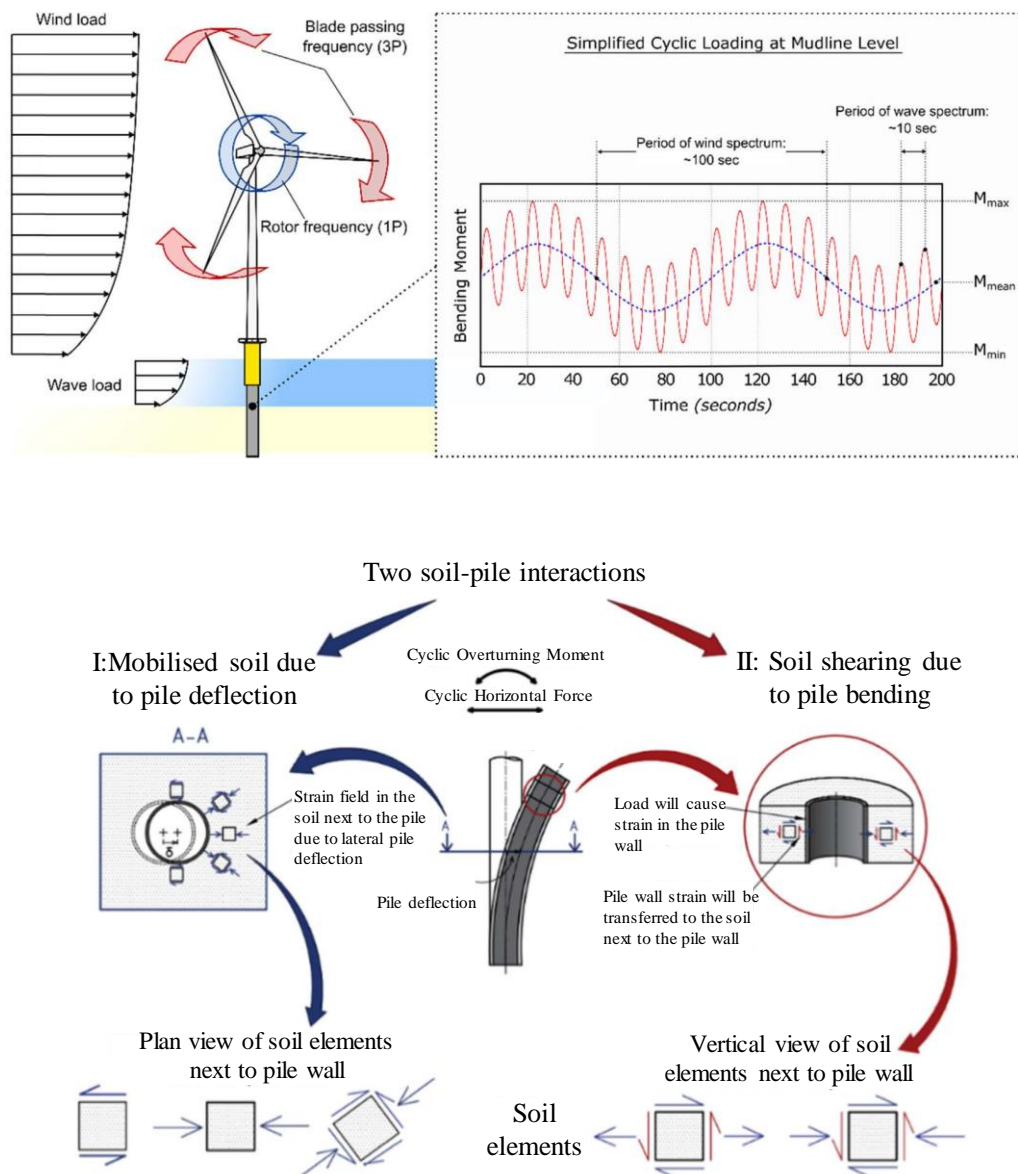 Wind load
Blade passing
frequency (3P)
Rotor frequency (1P)
Wave load
Simplified Cyclic Loading at Mudline Level
Period of wave spectrum:
~10 sec
Period of wind spectrum:
~100 sec
Bending Moment
Mmax
Mmean
Mmin
0 20 40 60 80 100 120 140 160 180 200
Time (seconds)
Two soil-pile interactions
I:Mobilised soil due
to pile deflection
Cyclic Overturning Moment
Cyclic Horizontal Force
II: Soil shearing due
to pile bending
A-A
δ
Strain field in the
soil next to the pile
due to lateral pile
deflection
A
A
Pile deflection
Load will cause
strain in the pile
wall
Pile wall strain will be
transferred to the soil
next to the pile wall
Plan view of soil elements
next to pile wall
Vertical view of soil
elements next to pile wall
Soil
elements